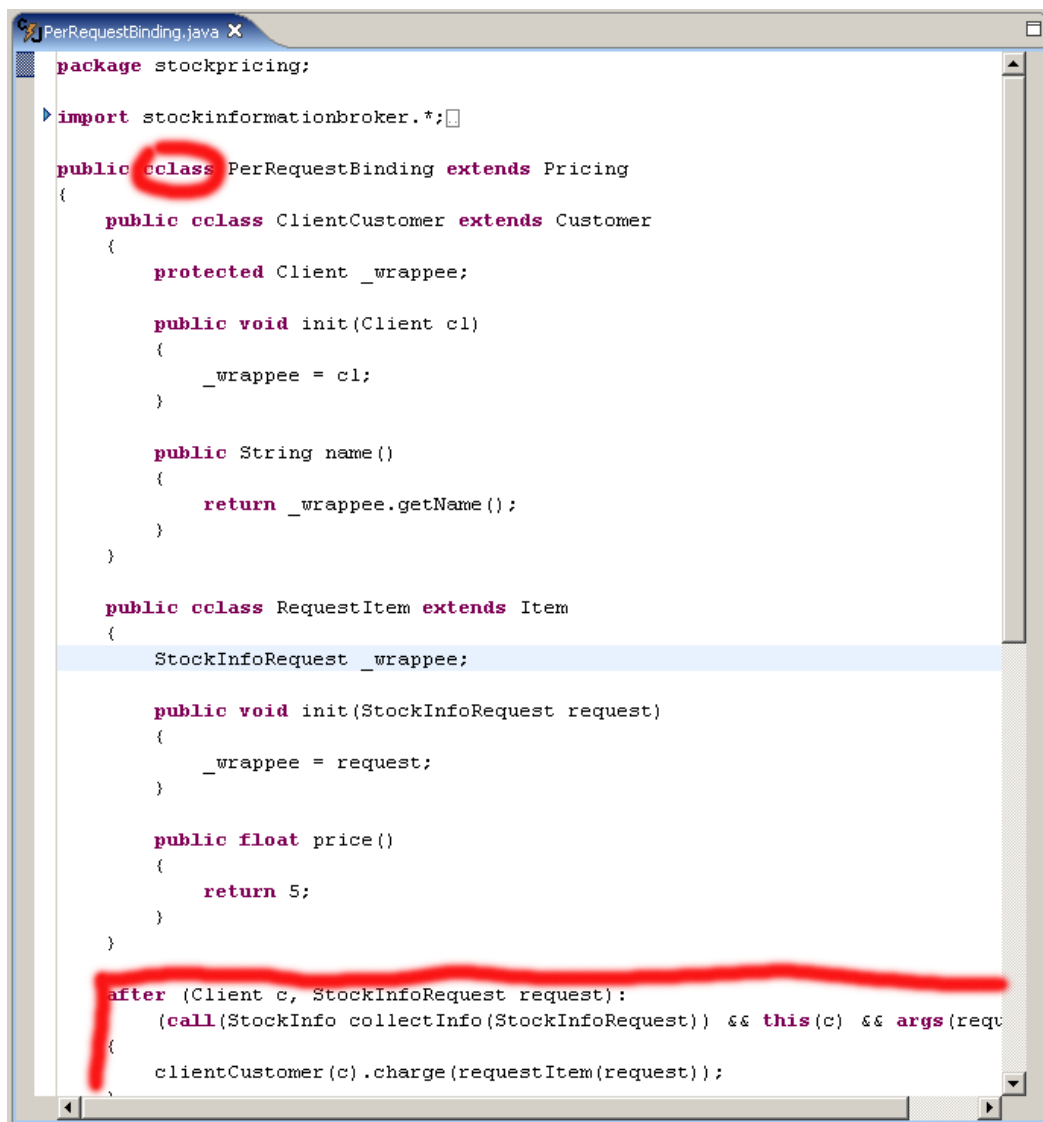 PerRequestBinding.java
package stockpricing;
import stockinformationbroker.*;
public cclass PerRequestBinding extends Pricing
{
public cclass ClientCustomer extends Customer
{
protected Client _wrappee;
public void init(Client cl)
{
_wrappee = cl;
}
public String name()
{
return _wrappee.getName();
}
}
public cclass RequestItem extends Item
{
StockInfoRequest _wrappee;
public void init(StockInfoRequest request)
{
_wrappee = request;
}
public float price()
{
return 5;
}
}
after (Client c, StockInfoRequest request):
(call(StockInfo collectInfo(StockInfoRequest)) && this(c) && args(requ
{
clientCustomer(c).charge(requestItem(request));